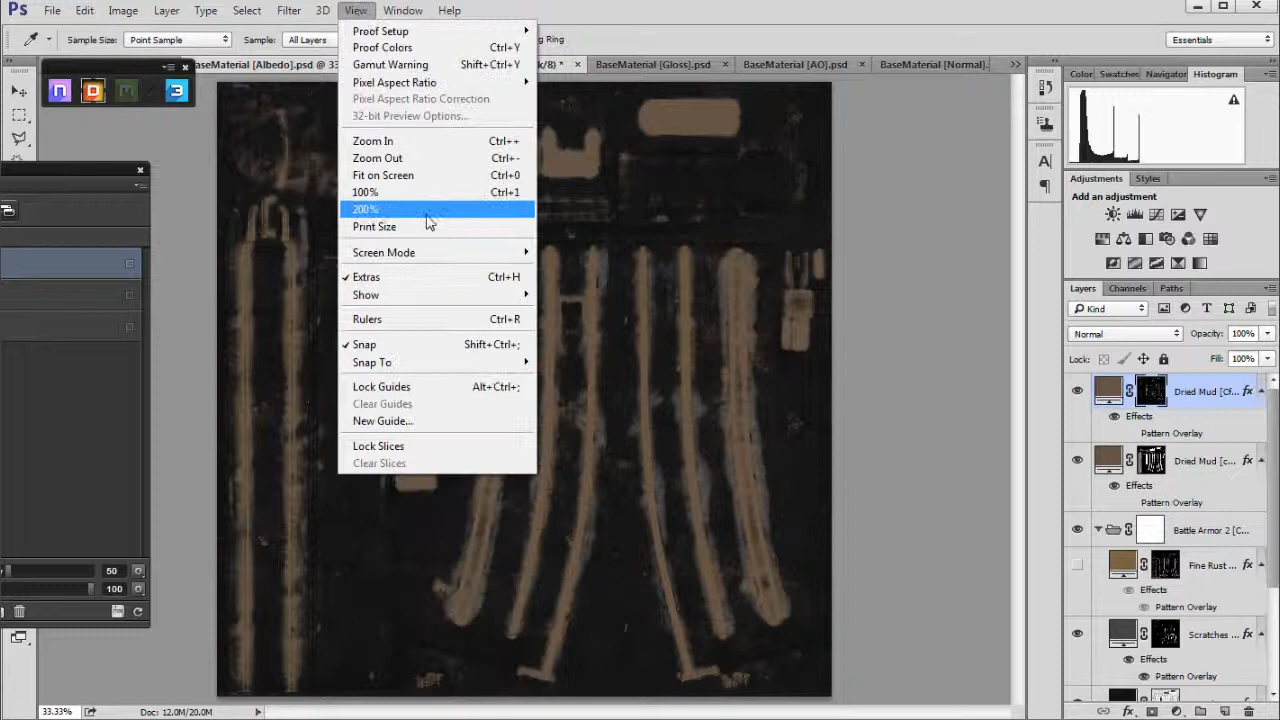 Ps File Edit Image Layer Type Select Filter 3D View Window Help
Sample Size: Point Sample Sample: All Layers Ring Essentials
BaseMaterial [Albedo].psd @ 33. k/8) * × BaseMaterial [Gloss].psd × BaseMaterial [AO].psd × BaseMaterial [Normal].
Proof Setup
Proof Colors Ctrl+Y
Gamut Warning Shift+Ctrl+Y
Pixel Aspect Ratio
Pixel Aspect Ratio Correction
32-bit Preview Options...
Zoom In Ctrl++
Zoom Out Ctrl+-
Fit on Screen Ctrl+0
100% Ctrl+1
200%
Print Size
Screen Mode
Extras Ctrl+H
Show
Rulers Ctrl+R
Snap Shift+Ctrl+;
Snap To
Lock Guides Alt+Ctrl+;
Clear Guides
New Guide...
Lock Slices
Clear Slices
50
100
Color Swatches Navigator Histogram
Adjustments Styles
Add an adjustment
Layers Channels Paths
Kind
Normal Opacity: 100%
Lock: Fill: 100%
Dried Mud [Cf... fx
Effects
Pattern Overlay
Dried Mud [c... fx
Effects
Pattern Overlay
Battle Armor 2 [C...
Fine Rust ... fx
Effects
Pattern Overlay
Scratches ... fx
Effects
Pattern Overlay
33.33% Doc: 12.0M/20.0M